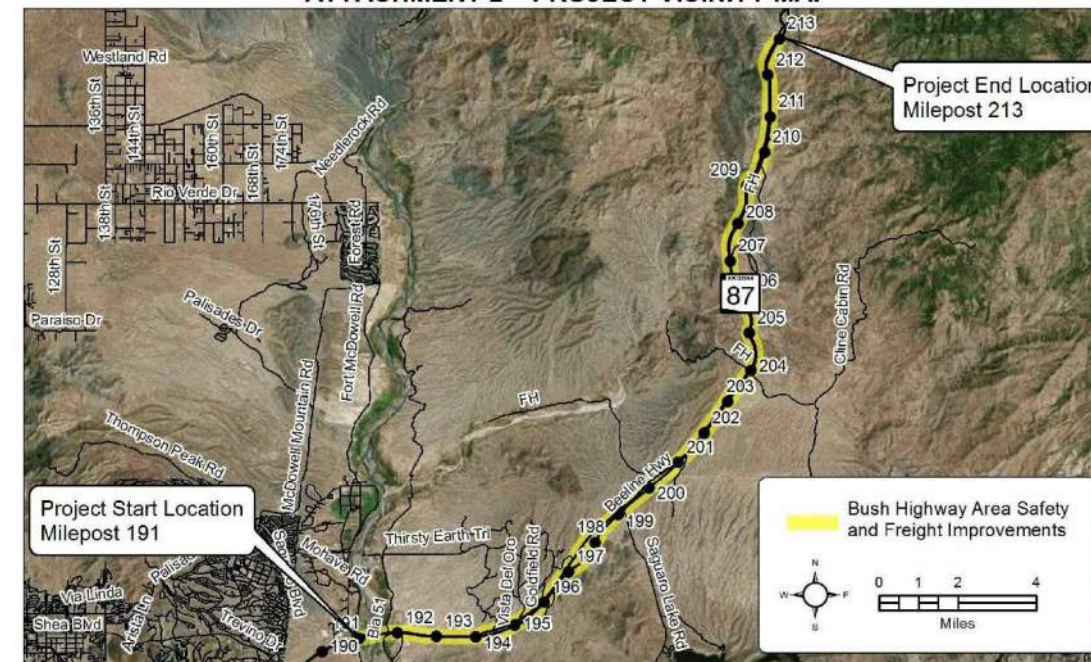 213
Westland Rd
212
Project End Location
Milepost 213
136th St
144th St
160th St
168th St
174th St
Needlerock Rd
211
210
209
FH
Rio Verde Dr
138th St
176th St
Forest Rd
208
128th St
207
Palisades Dr
ARIZONA
87
Paraiso Dr
Fort McDowell Rd
205
FH
204
Cline Cabin Rd
McDowell Mountain Rd
FH
203
202
Thompson Peak Rd
201
Beeline Hwy
200
Project Start Location
Milepost 191
Bush Highway Area Safety
and Freight Improvements
199
198
Thirsty Earth Trl
197
Mohave Rd
Vista Del Oro
Goldfield Rd
Saguaro Lake Rd
196
N
W
S
0 1 2 4
Miles
Via Linda
Shea Blvd
Trevino Dr
Bia 51
191
190
192
193
194
195